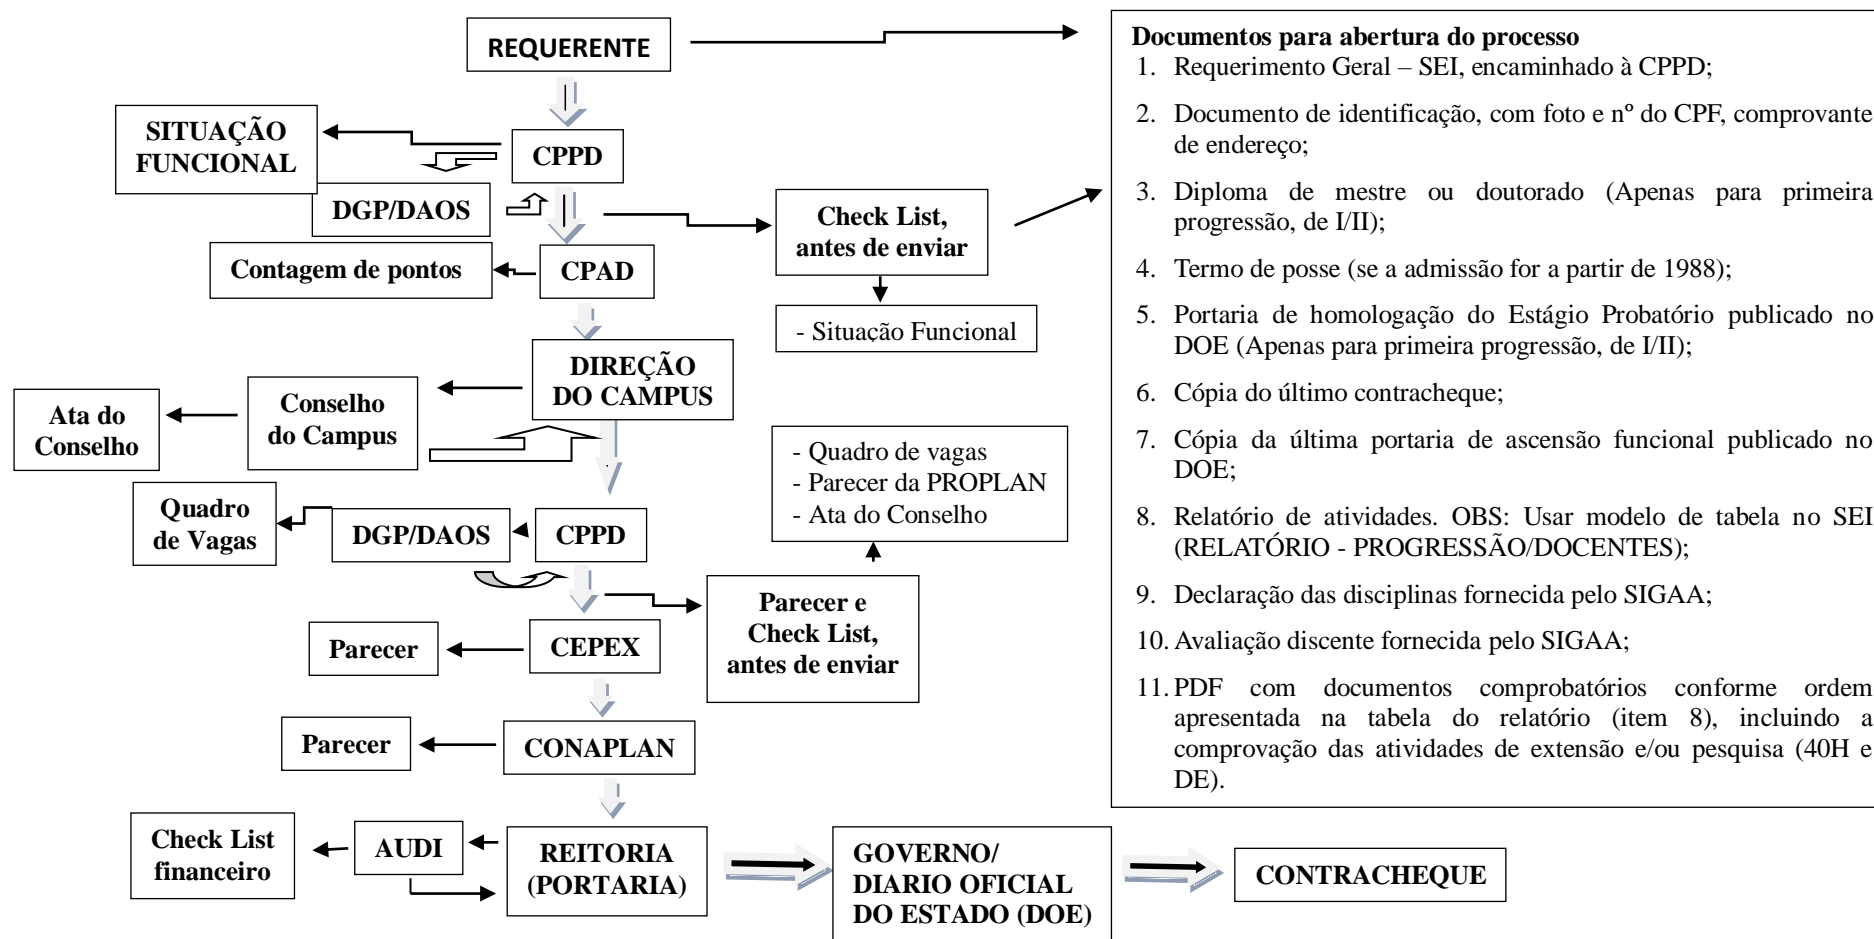 REQUERENTE
SITUAÇÃO
FUNCIONAL
CPPD
DGP/DAOS
Contagem de pontos
CPAD
Check List,
antes de enviar
- Situação Funcional
DIREÇÃO
DO CAMPUS
Conselho
do Campus
Ata do
Conselho
- Quadro de vagas
- Parecer da PROPLAN
- Ata do Conselho
Quadro
de Vagas
DGP/DAOS
CPPD
Parecer e
Check List,
antes de enviar
Parecer
CEPEX
Parecer
CONAPLAN
Check List
financeiro
AUDI
REITORIA
(PORTARIA)
GOVERNO/
DIARIO OFICIAL
DO ESTADO (DOE)
CONTRACHEQUE
Documentos para abertura do processo
1. Requerimento Geral – SEI, encaminhado à CPPD;
2. Documento de identificação, com foto e nº do CPF, comprovante
de endereço;
3. Diploma de mestre ou doutorado (Apenas para primeira
progressão, de I/II);
4. Termo de posse (se a admissão for a partir de 1988);
5. Portaria de homologação do Estágio Probatório publicado no
DOE (Apenas para primeira progressão, de I/II);
6. Cópia do último contracheque;
7. Cópia da última portaria de ascensão funcional publicado no
DOE;
8. Relatório de atividades. OBS: Usar modelo de tabela no SEI
(RELATÓRIO - PROGRESSÃO/DOCENTES);
9. Declaração das disciplinas fornecida pelo SIGAA;
10. Avaliação discente fornecida pelo SIGAA;
11. PDF com documentos comprobatórios conforme ordem
apresentada na tabela do relatório (item 8), incluindo a
comprovação das atividades de extensão e/ou pesquisa (40H e
DE).